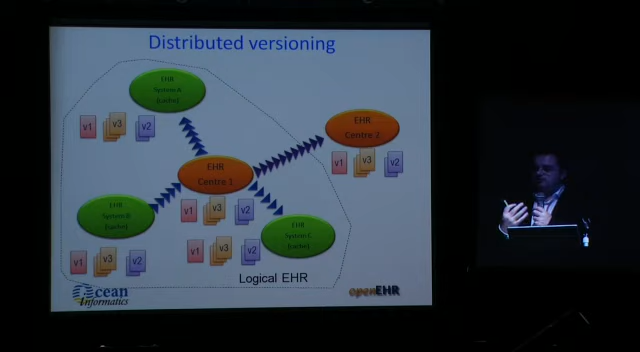 Distributed versioning
EHR
System A
(cache)
v1
v3
v2
EHR
Centre 2
v1
v3
v2
EHR
Centre 1
v1
v3
v2
EHR
System B
(cache)
v1
v3
v2
EHR
System C
(cache)
v1
v3
v2
Logical EHR
Ocean
Informatics
openEHR